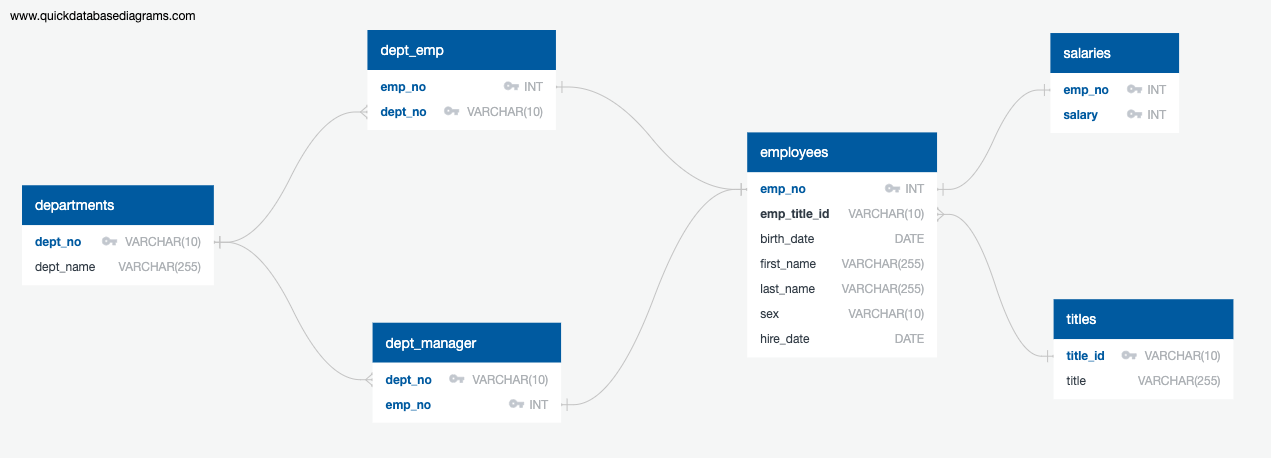 www.quickdatabasediagrams.com
dept_emp
emp_no INT
dept_no VARCHAR(10)
salaries
emp_no INT
salary INT
employees
emp_no INT
emp_title_id VARCHAR(10)
birth_date DATE
first_name VARCHAR(255)
last_name VARCHAR(255)
sex VARCHAR(10)
hire_date DATE
departments
dept_no VARCHAR(10)
dept_name VARCHAR(255)
dept_manager
dept_no VARCHAR(10)
emp_no INT
titles
title_id VARCHAR(10)
title VARCHAR(255)